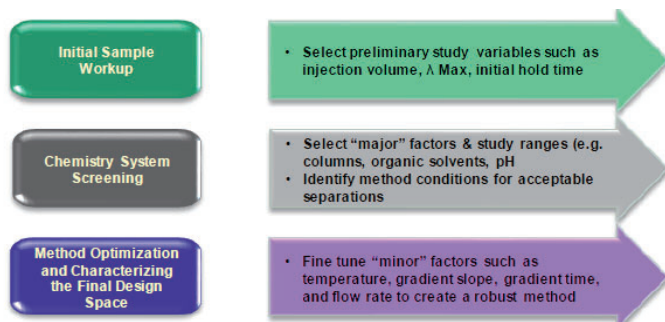 Initial Sample
Workup
• Select preliminary study variables such as
injection volume, λ Max, initial hold time
Chemistry System
Screening
• Select “major” factors & study ranges (e.g.
columns, organic solvents, pH
• Identify method conditions for acceptable
separations
Method Optimization
and Characterizing
the Final Design
Space
• Fine tune “minor” factors such as
temperature, gradient slope, gradient time,
and flow rate to create a robust method